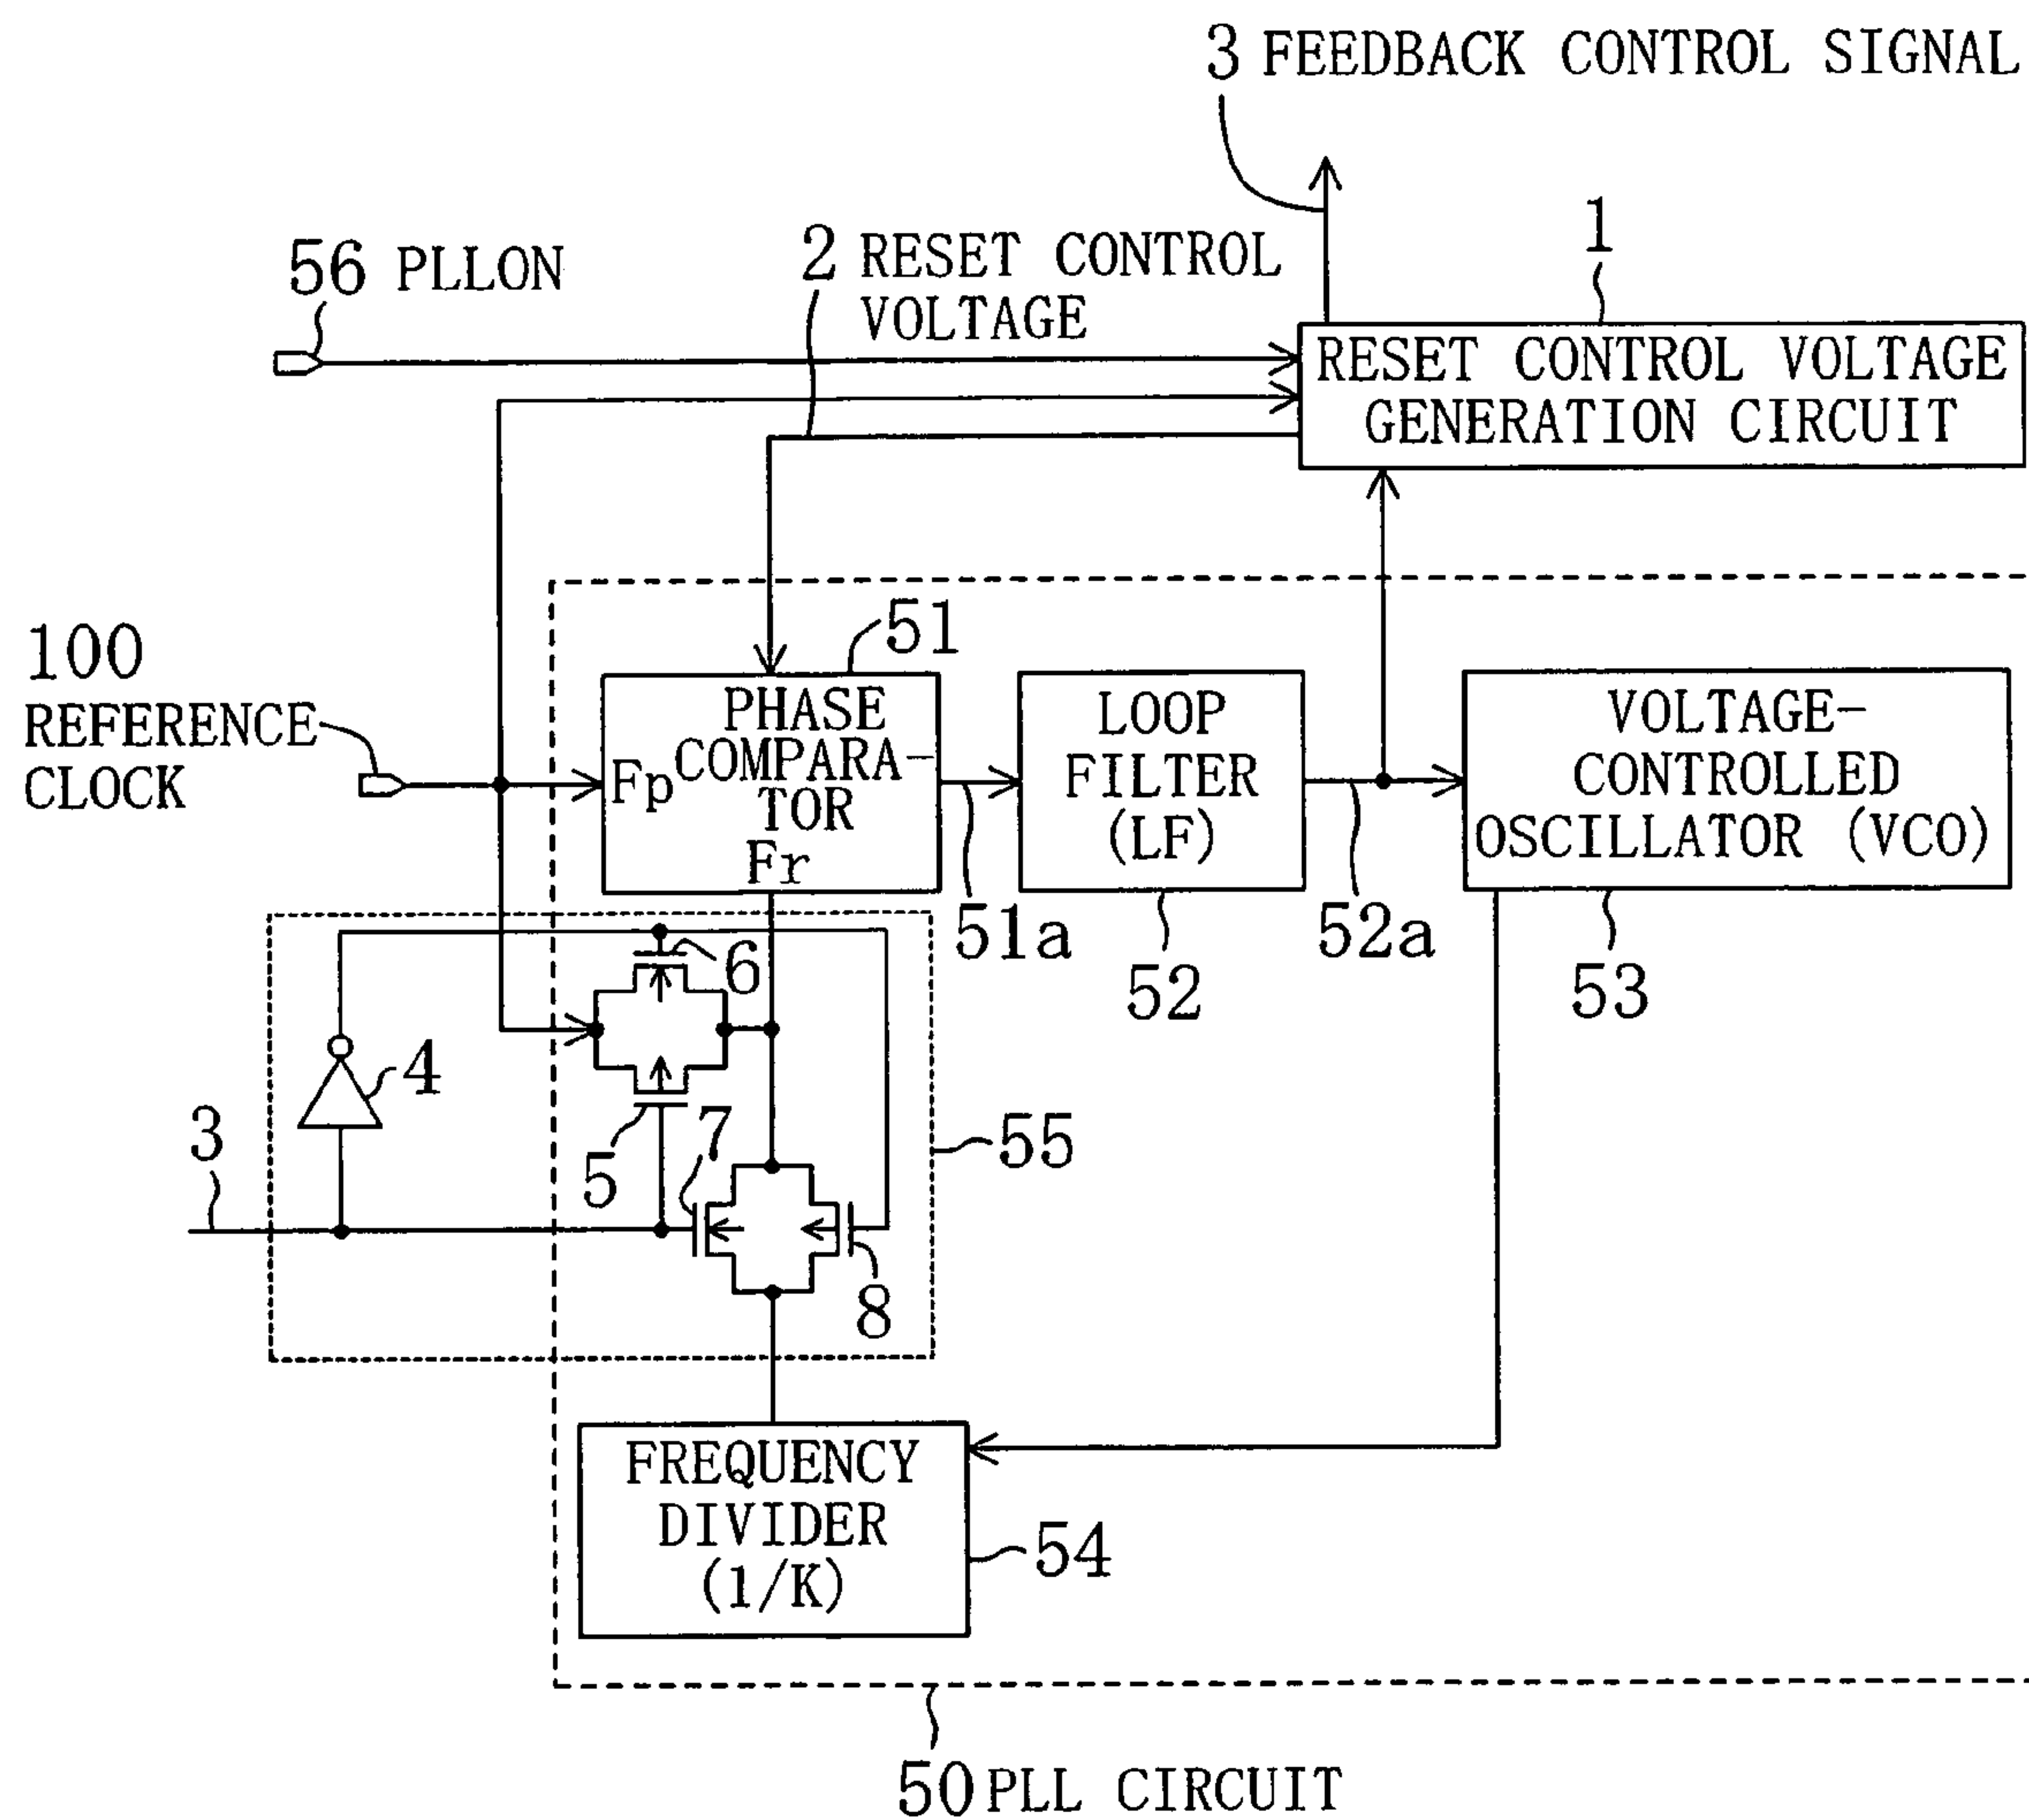 3 FEEDBACK CONTROL SIGNAL
56 PLLON
2 RESET CONTROL
VOLTAGE
1
RESET CONTROL VOLTAGE
GENERATION CIRCUIT
100
REFERENCE
CLOCK
51
PHASE
COMPARA-
TOR
Fp
Fr
51a
LOOP
FILTER
(LF)
52
52a
VOLTAGE-
CONTROLLED
OSCILLATOR (VCO)
53
6
4
3
5
7
8
55
FREQUENCY
DIVIDER
(1/K)
54
50 PLL CIRCUIT